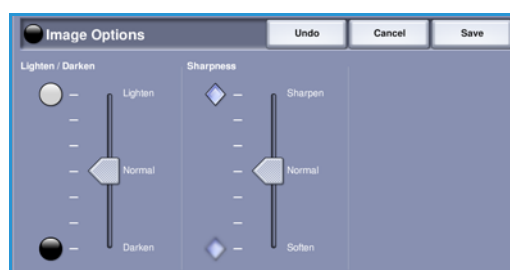 Image Options
Undo
Cancel
Save
Lighten / Darken
Sharpness
Lighten
Normal
Darken
Sharpen
Normal
Soften